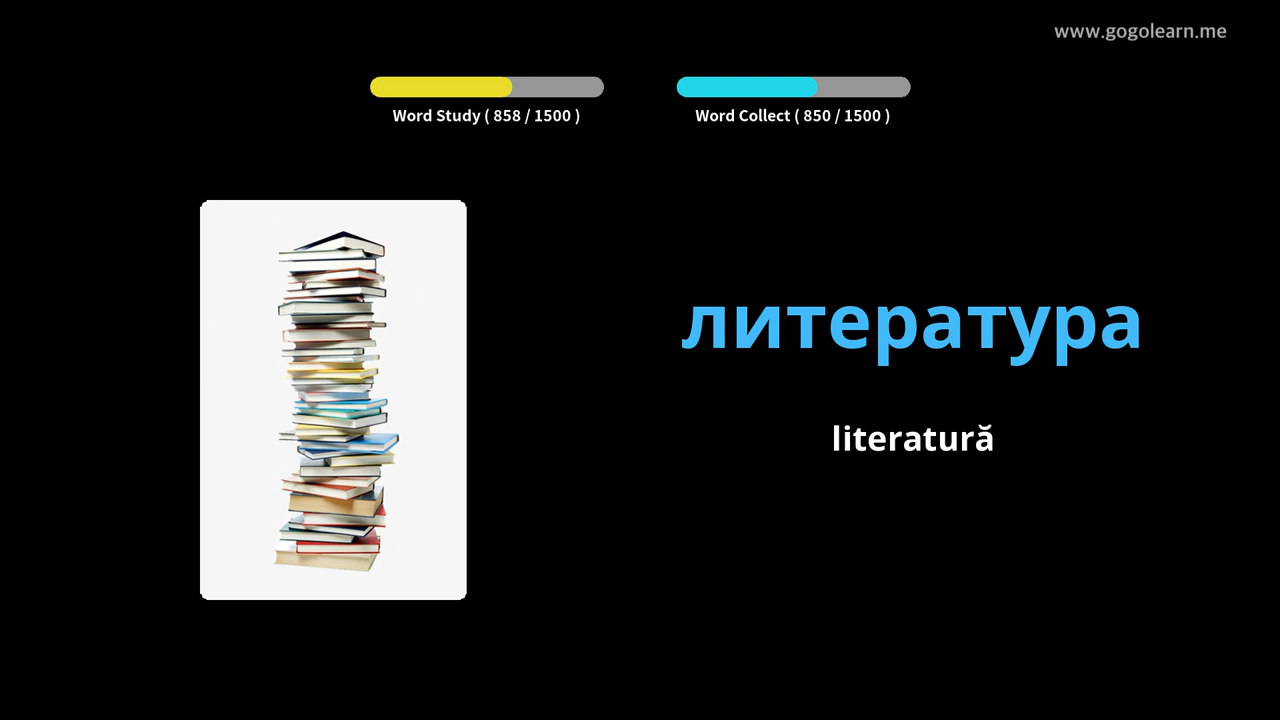 www.gogolearn.me
Word Study ( 858 / 1500 )
Word Collect ( 850 / 1500 )
литература
literatură